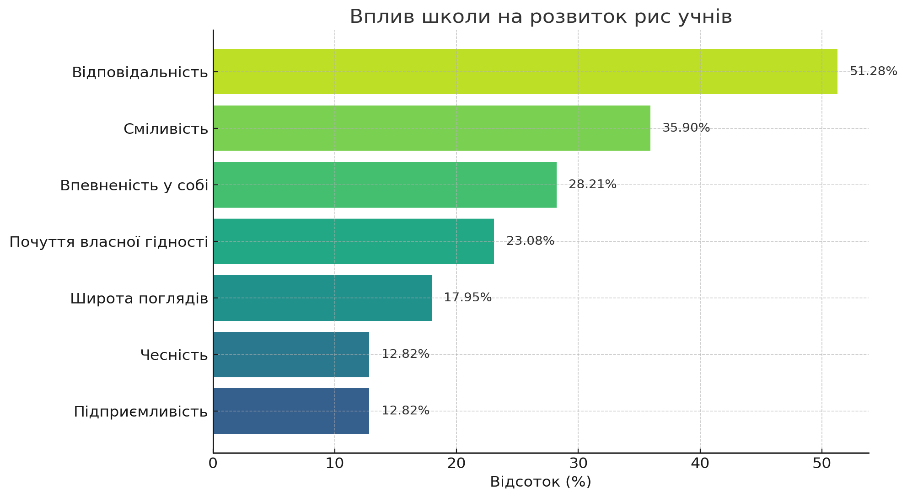 Вплив школи на розвиток рис учнів
Відповідальність
51.28%
Сміливість
35.90%
Впевненість у собі
28.21%
Почуття власної гідності
23.08%
Широта поглядів
17.95%
Чесність
12.82%
Підприємливість
12.82%
0 10 20 30 40 50
Відсоток (%)